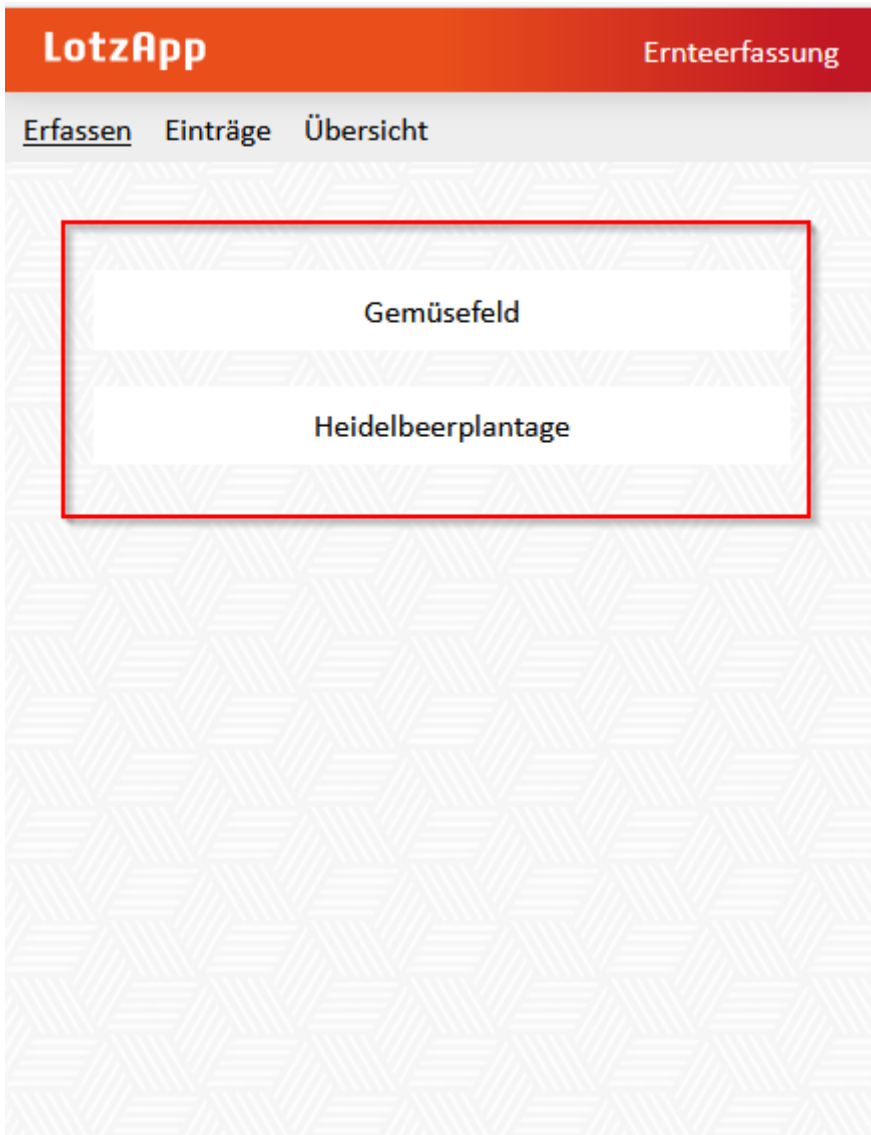 LotzApp
Ernteerfassung
Erfassen Einträge Übersicht
Gemüsefeld
Heidelbeerplantage